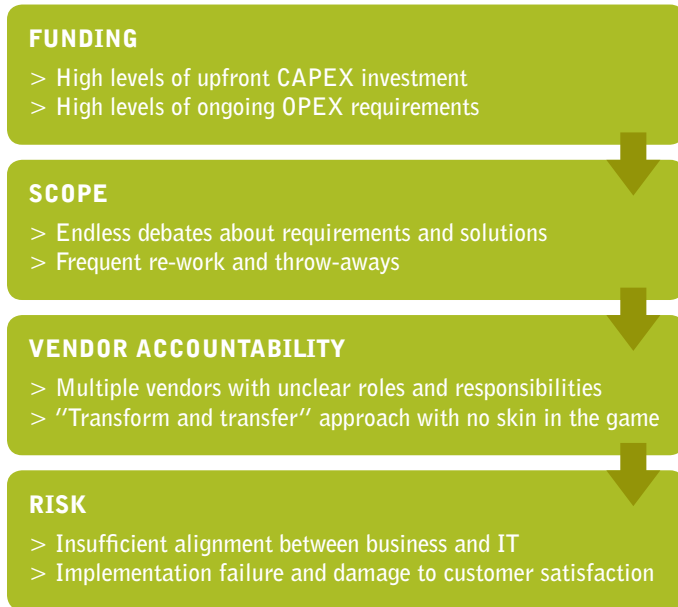 FUNDING
> High levels of upfront CAPEX investment
> High levels of ongoing OPEX requirements
SCOPE
> Endless debates about requirements and solutions
> Frequent re-work and throw-aways
VENDOR ACCOUNTABILITY
> Multiple vendors with unclear roles and responsibilities
> "Transform and transfer" approach with no skin in the game
RISK
> Insufficient alignment between business and IT
> Implementation failure and damage to customer satisfaction